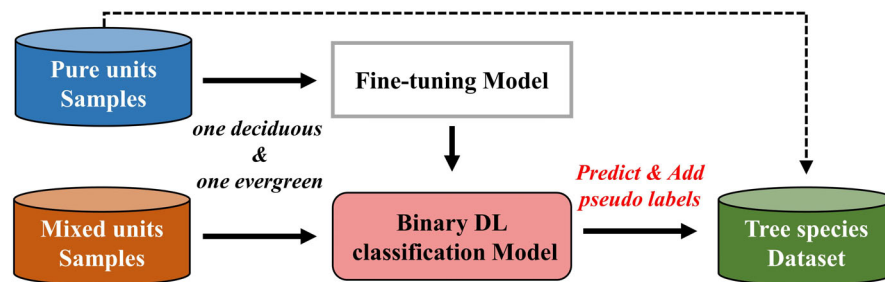 Pure units
Samples
Fine-tuning Model
one deciduous
&
one evergreen
Predict & Add
pseudo labels
Mixed units
Samples
Binary DL
classification Model
Tree species
Dataset